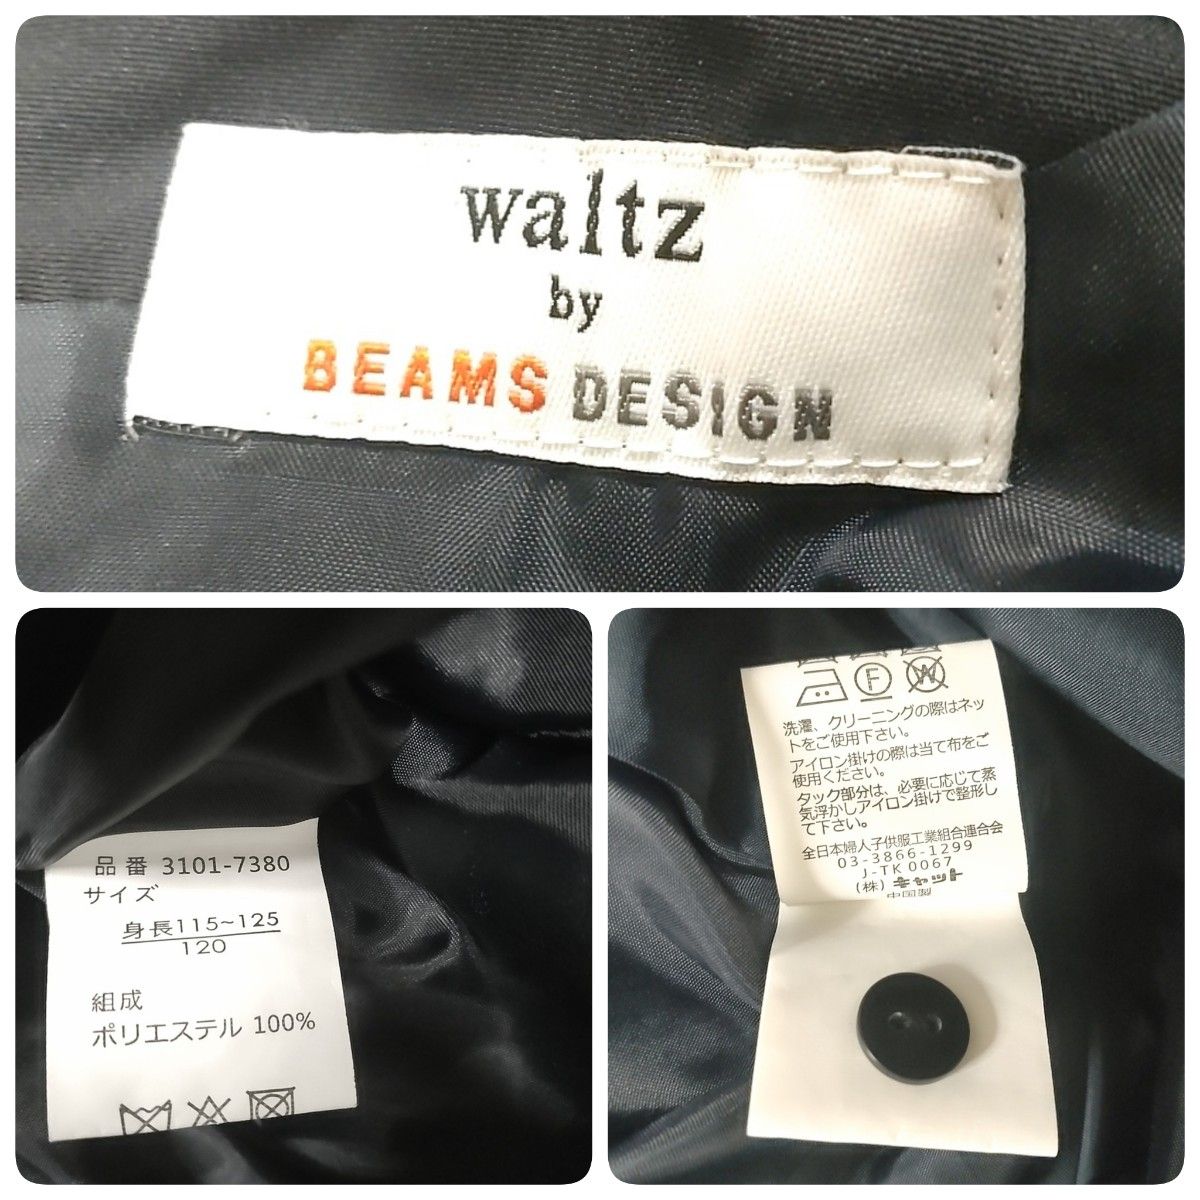 waltz
by
BEAMS DESIGN
品番 3101-7380
サイズ
身長115~125
120
組成
ポリエステル 100%
F W
洗濯、クリーニングの際はネッ
トをご使用下さい。
アイロン掛けの際は当て布をご
使用ください。
タック部分は、必要に応じて蒸
気浮かしアイロン掛けで整形し
て下さい。
全日本婦人子供服工業組合連合会
03-3866-1299
J-TK0067
(株)キャット
中国製